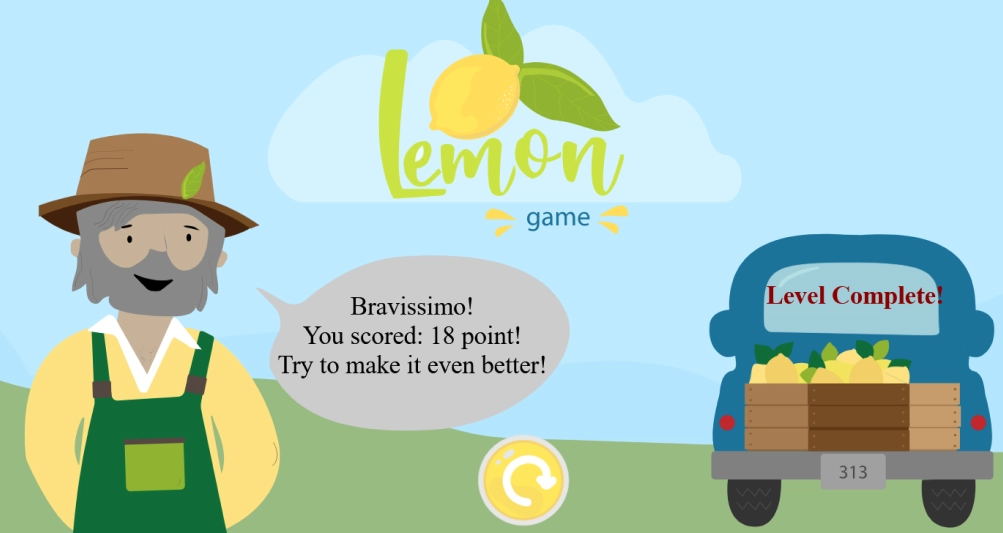 Lemon
game
Bravissimo!
You scored: 18 point!
Try to make it even better!
Level Complete!
313